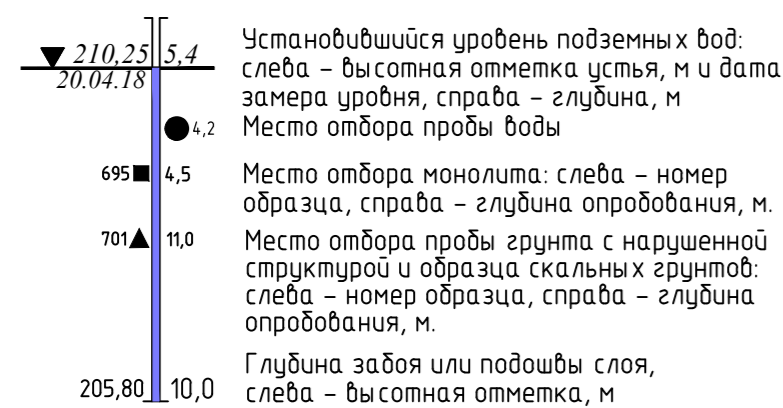 210,25 5,4
20.04.18
Установившийся уровень подземных вод:
слева – высотная отметка устья, м и дата
замера уровня, справа – глубина, м
4,2 Место отбора пробы воды
695 4,5 Место отбора монолита: слева – номер
образца, справа – глубина опробования, м.
701 11,0 Место отбора пробы грунта с нарушенной
структурой и образца скальных грунтов:
слева – номер образца, справа – глубина
опробования, м.
Глубина забоя или подошвы слоя,
205,80 10,0 слева – высотная отметка, м